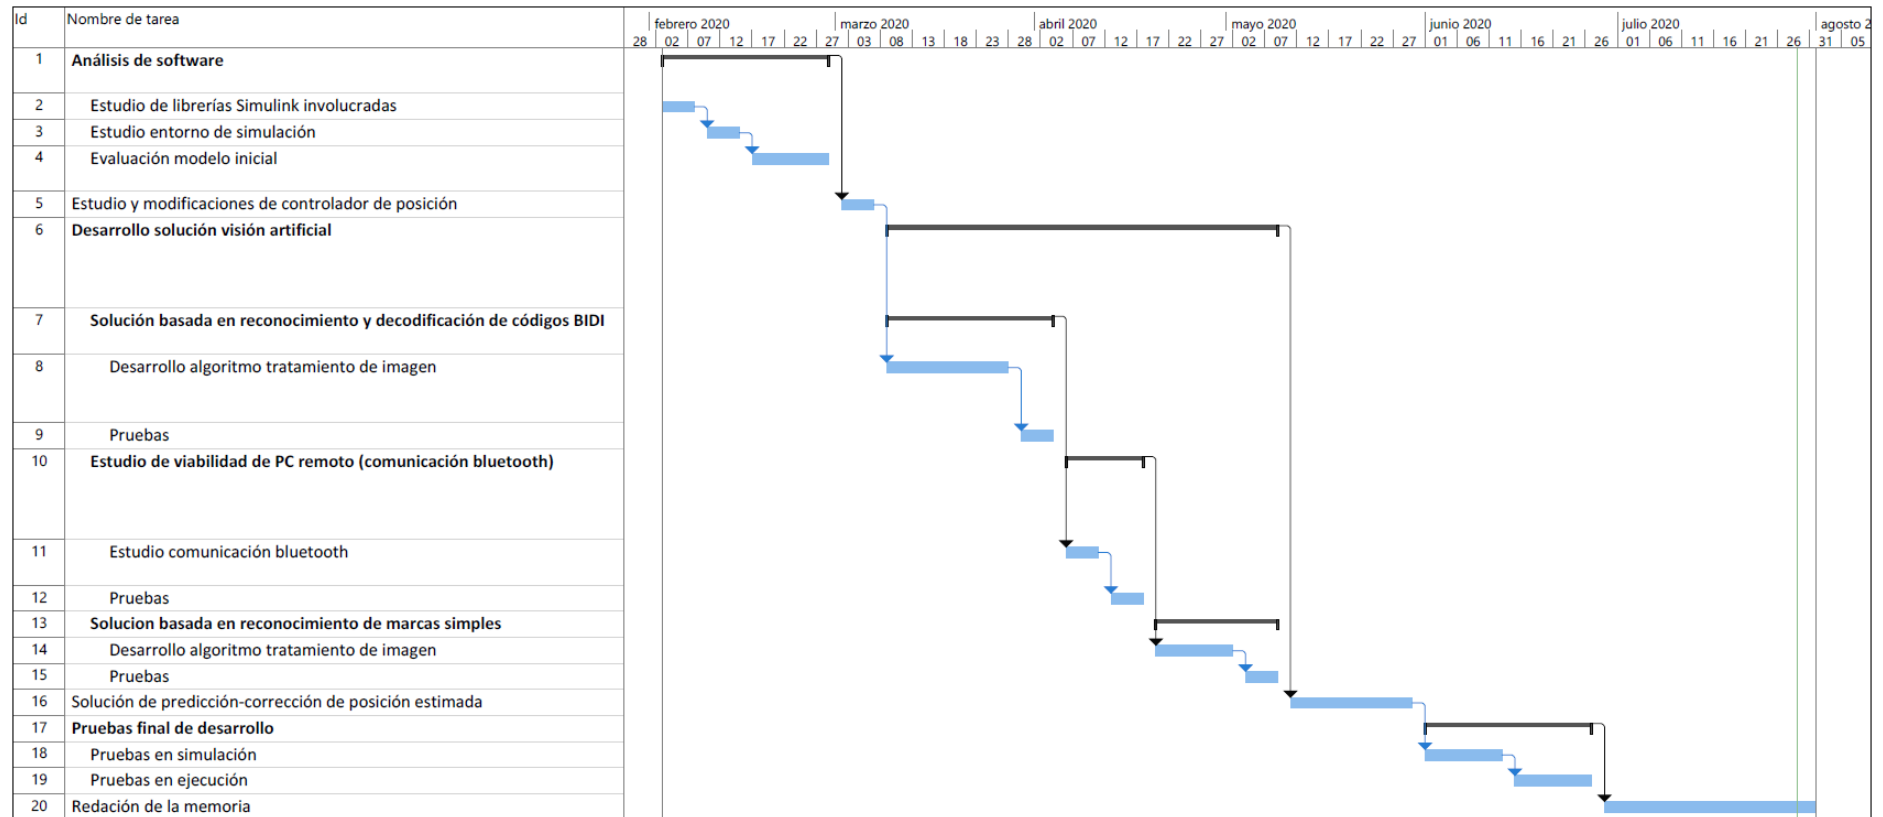 Id Nombre de tarea febrero 2020 marzo 2020 abril 2020 mayo 2020 junio 2020 julio 2020 agosto 2
28 02 07 12 17 22 27 03 08 13 18 23 28 02 07 12 17 22 27 02 07 12 17 22 27 01 06 11 16 21 26 01 06 11 16 21 26 31 05
1 Análisis de software
2 Estudio de librerías Simulink involucradas
3 Estudio entorno de simulación
4 Evaluación modelo inicial
5 Estudio y modificaciones de controlador de posición
6 Desarrollo solución visión artificial
7 Solución basada en reconocimiento y decodificación de códigos BIDI
8 Desarrollo algoritmo tratamiento de imagen
9 Pruebas
10 Estudio de viabilidad de PC remoto (comunicación bluetooth)
11 Estudio comunicación bluetooth
12 Pruebas
13 Solucion basada en reconocimiento de marcas simples
14 Desarrollo algoritmo tratamiento de imagen
15 Pruebas
16 Solución de predicción-corrección de posición estimada
17 Pruebas final de desarrollo
18 Pruebas en simulación
19 Pruebas en ejecución
20 Redación de la memoria